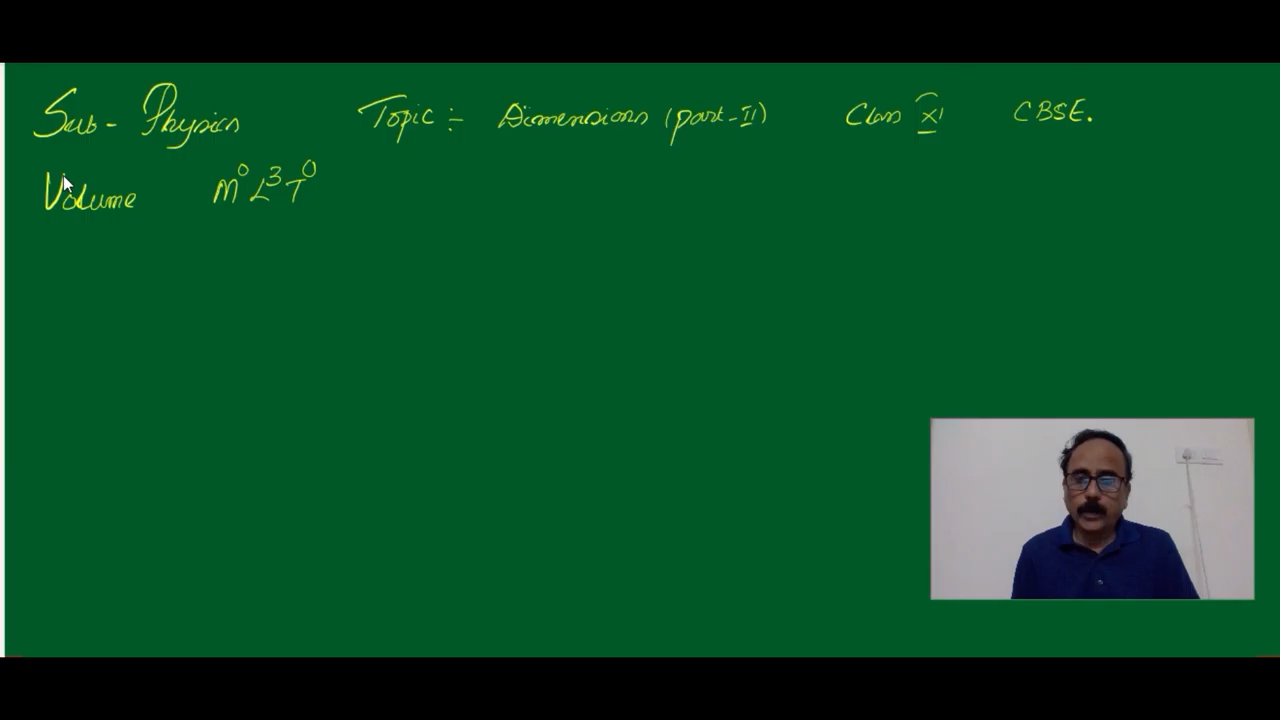 Sub- Physics Topic :- Dimensions (part-II) Class XI CBSE.
Volume M⁰L³T⁰